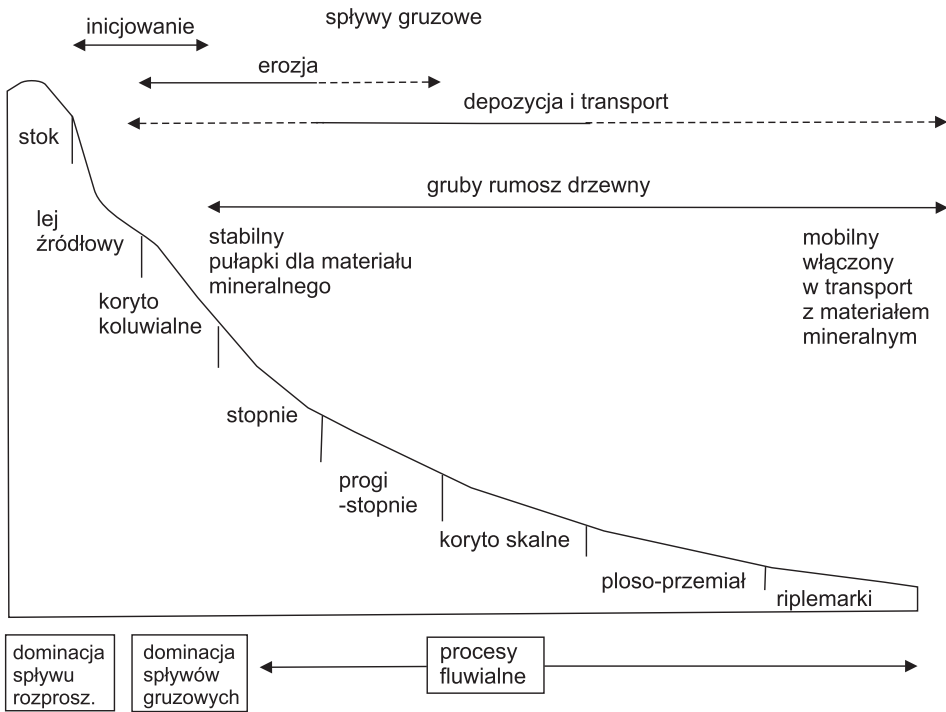 spływy gruzowe
inicjowanie
erozja
depozycja i transport
stok
gruby rumosz drzewny
lej
źródłowy
stabilny
pułapki dla materiału
mineralnego
mobilny
włączony
w transport
z materiałem
mineralnym
koryto
koluwialne
stopnie
progi
-stopnie
koryto skalne
ploso-przemiał
riplemarki
dominacja
spływu
rozprosz.
dominacja
spływów
gruzowych
procesy
fluwialne